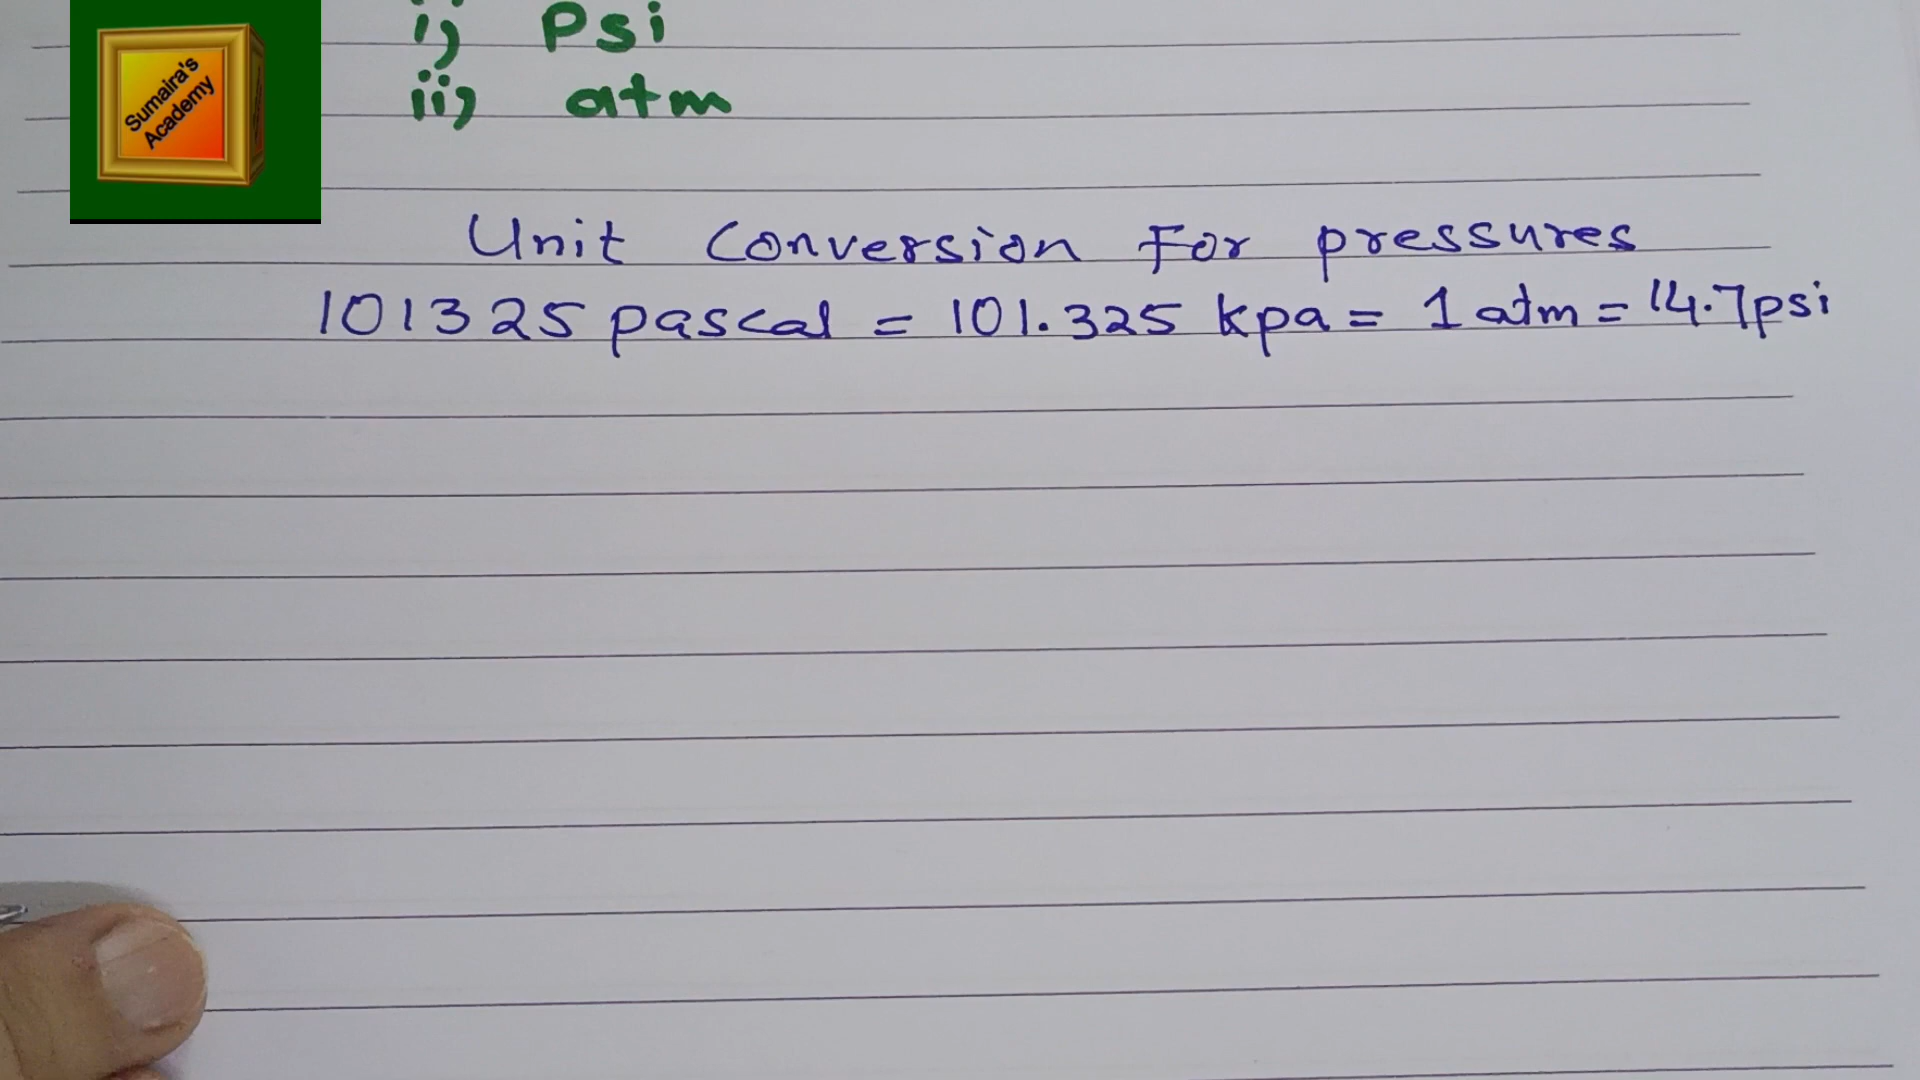 Sumaira's
Academy
i) Psi
ii) atm
Unit Conversion For pressures
101325 pascal = 101.325 kpa = 1 atm = 14.7psi